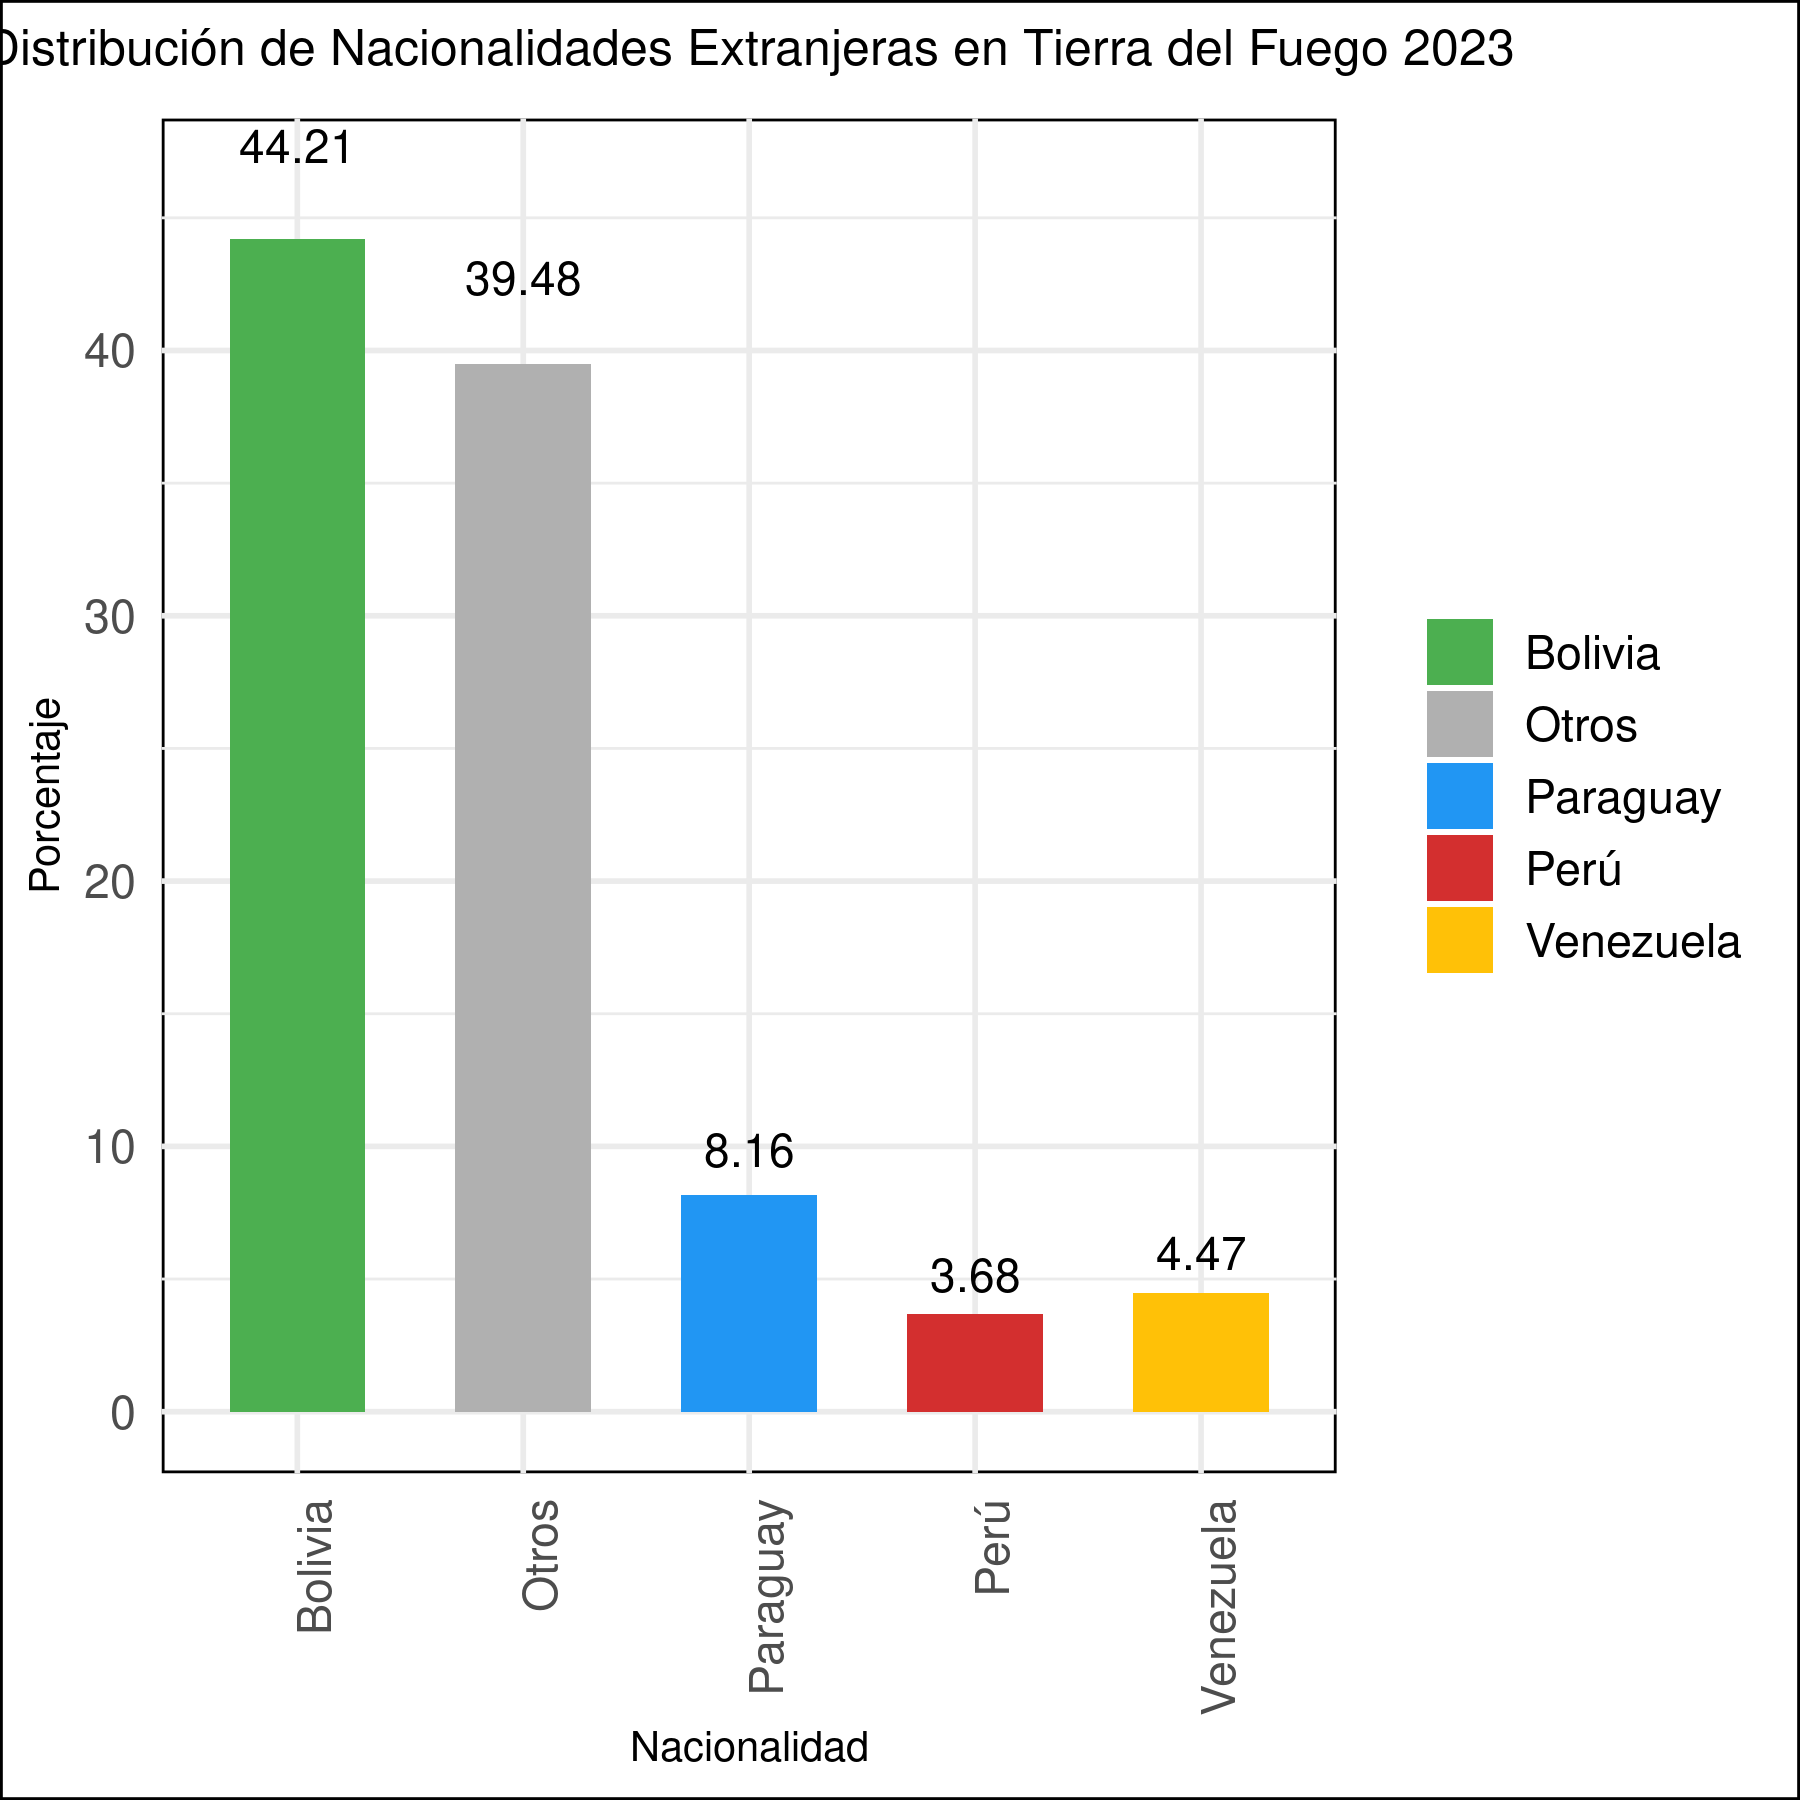 Distribución de Nacionalidades Extranjeras en Tierra del Fuego 2023
44.21
39.48
8.16
3.68
4.47
40
30
20
10
0
Porcentaje
Bolivia
Otros
Paraguay
Perú
Venezuela
Nacionalidad
Bolivia
Otros
Paraguay
Perú
Venezuela